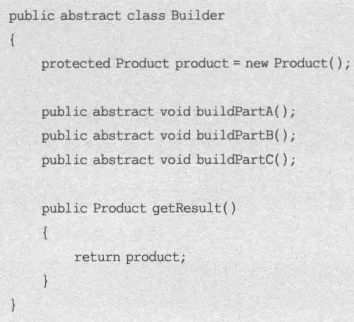 public abstract class Builder
{
protected Product product = new Product();
public abstract void buildPartA();
public abstract void buildPartB();
public abstract void buildPartC();
public Product getResult()
{
return product;
}
}